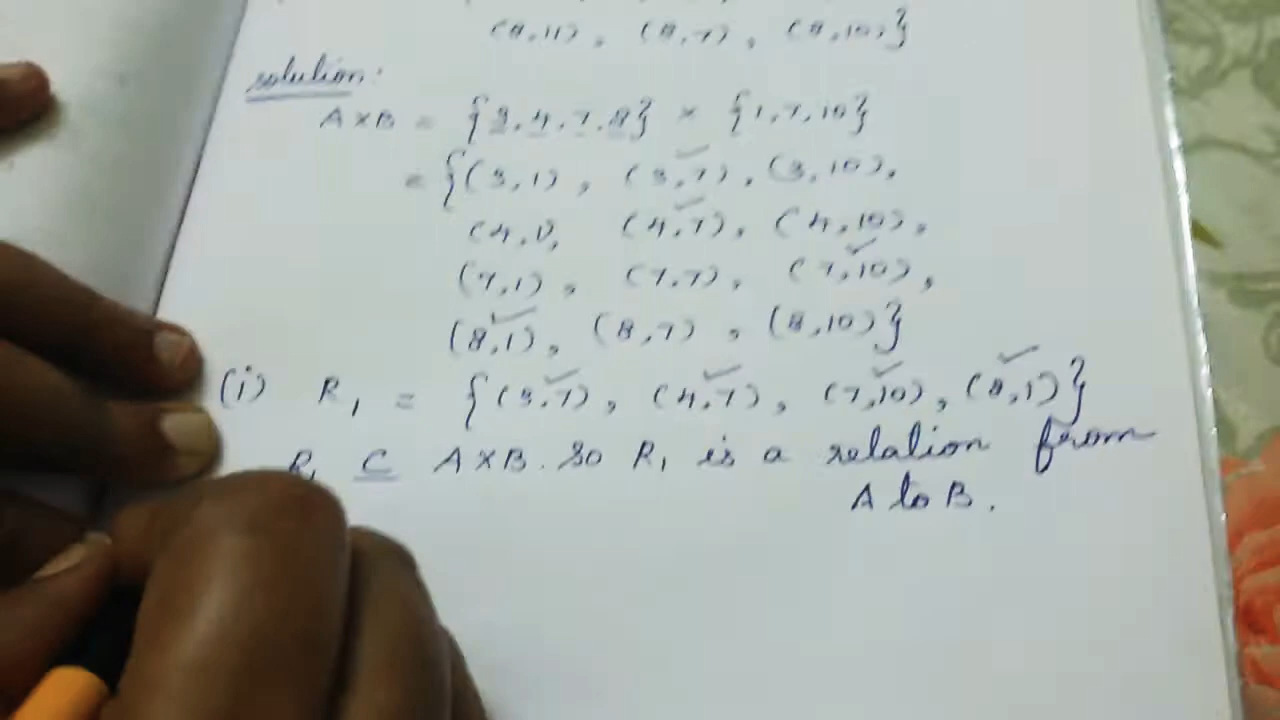 (8,11), (8,7), (8,10)}
solution:
A×B = {3,4,7,8} × {1,7,10}
= {(3,1), (3,7), (3,10),
(4,1), (4,7), (4,10),
(7,1), (7,7), (7,10),
(8,1), (8,7), (8,10)}
(i) R₁ = {(3,7), (4,7), (7,10), (8,1)}
R₁ ⊆ A×B. So R₁ is a relation from
A to B.